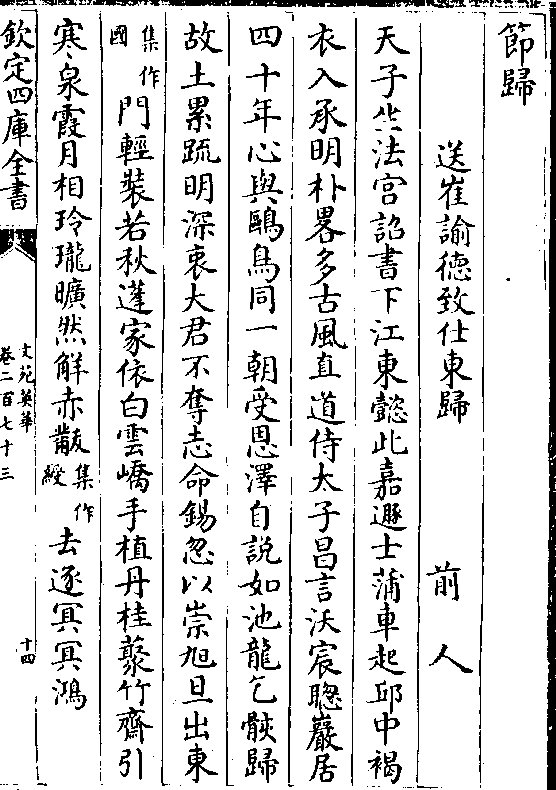 節歸
送崔諭德致仕東歸　前人
天子坐法宫詔書下江東懿此嘉遯士蒲車起邱中褐
衣入承明朴畧多古風直道侍太子昌言沃宸聰巖居
四十年心與鷗鳥同一朝受恩澤自說如池龍乞骸歸
故土累疏明深衷大君不奪志命錫忽以崇旭旦出東
國集作門輕裝若秋蓬家依白雲嶠手植丹桂藂竹齋引
寒泉霞月相玲瓏曠然解赤黻綬集作去逐冥冥鴻
欽定四庫全書
文苑英華
卷二百七十三
十四